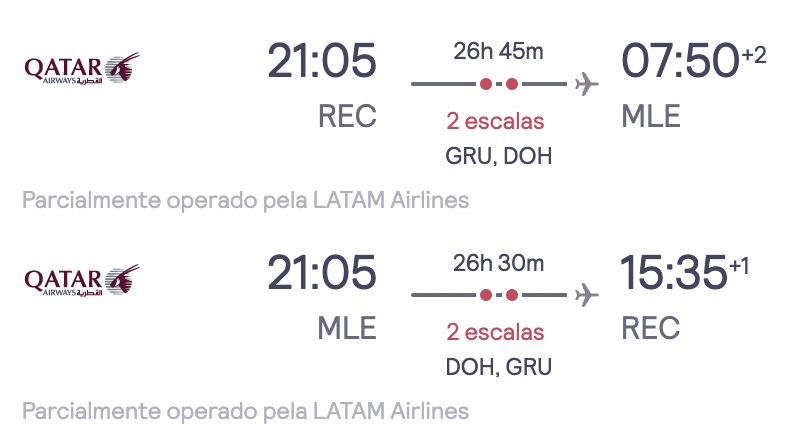 QATAR
AIRWAYS القطرية
21:05
26h 45m
07:50+2
REC
2 escalas
MLE
GRU, DOH
Parcialmente operado pela LATAM Airlines
QATAR
AIRWAYS القطرية
21:05
26h 30m
15:35+1
MLE
2 escalas
REC
DOH, GRU
Parcialmente operado pela LATAM Airlines